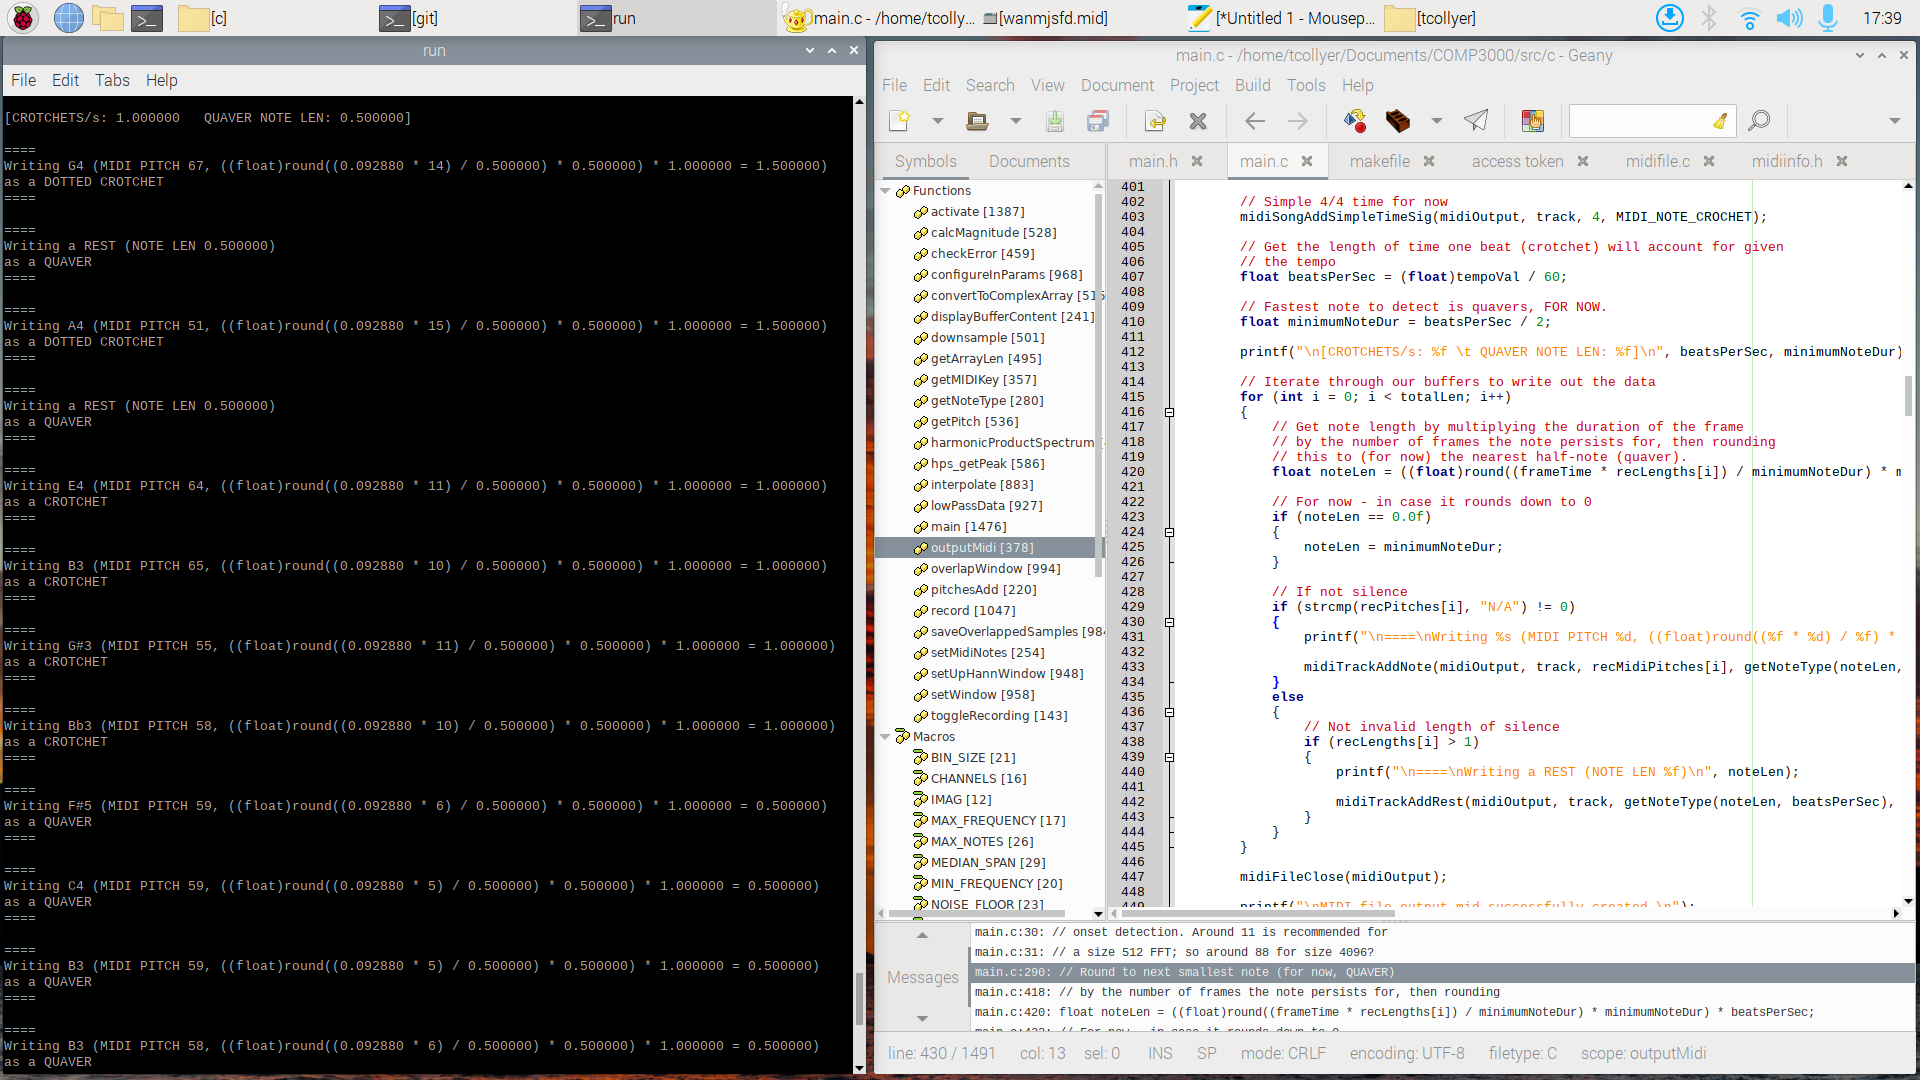 [c]
[git]
run
main.c - /home/tcolly...
[wanmjsfd.mid]
[*Untitled 1 - Mousep...
[tcollyer]
17:39
run
File Edit Tabs Help
[CROTCHETS/s: 1.000000   QUAVER NOTE LEN: 0.500000]
====
Writing G4 (MIDI PITCH 67, ((float)round((0.092880 * 14) / 0.500000) * 0.500000) * 1.000000 = 1.500000)
as a DOTTED CROTCHET
====
====
Writing a REST (NOTE LEN 0.500000)
as a QUAVER
====
====
Writing A4 (MIDI PITCH 51, ((float)round((0.092880 * 15) / 0.500000) * 0.500000) * 1.000000 = 1.500000)
as a DOTTED CROTCHET
====
====
Writing a REST (NOTE LEN 0.500000)
as a QUAVER
====
====
Writing E4 (MIDI PITCH 64, ((float)round((0.092880 * 11) / 0.500000) * 0.500000) * 1.000000 = 1.000000)
as a CROTCHET
====
====
Writing B3 (MIDI PITCH 65, ((float)round((0.092880 * 10) / 0.500000) * 0.500000) * 1.000000 = 1.000000)
as a CROTCHET
====
====
Writing G#3 (MIDI PITCH 55, ((float)round((0.092880 * 11) / 0.500000) * 0.500000) * 1.000000 = 1.000000)
as a CROTCHET
====
====
Writing Bb3 (MIDI PITCH 58, ((float)round((0.092880 * 10) / 0.500000) * 0.500000) * 1.000000 = 1.000000)
as a CROTCHET
====
====
Writing F#5 (MIDI PITCH 59, ((float)round((0.092880 * 6) / 0.500000) * 0.500000) * 1.000000 = 0.500000)
as a QUAVER
====
====
Writing C4 (MIDI PITCH 59, ((float)round((0.092880 * 5) / 0.500000) * 0.500000) * 1.000000 = 0.500000)
as a QUAVER
====
====
Writing B3 (MIDI PITCH 59, ((float)round((0.092880 * 5) / 0.500000) * 0.500000) * 1.000000 = 0.500000)
as a QUAVER
====
====
Writing B3 (MIDI PITCH 58, ((float)round((0.092880 * 6) / 0.500000) * 0.500000) * 1.000000 = 0.500000)
as a QUAVER
main.c - /home/tcollyer/Documents/COMP3000/src/c - Geany
File Edit Search View Document Project Build Tools Help
Symbols Documents
Functions
activate [1387]
calcMagnitude [528]
checkError [459]
configureInParams [968]
convertToComplexArray [515
displayBufferContent [241]
downsample [501]
getArrayLen [495]
getMIDIKey [357]
getNoteType [280]
getPitch [536]
harmonicProductSpectrum
hps_getPeak [586]
interpolate [883]
lowPassData [927]
main [1476]
outputMidi [378]
overlapWindow [994]
pitchesAdd [220]
record [1047]
saveOverlappedSamples [984
setMidiNotes [254]
setUpHannWindow [948]
setWindow [958]
toggleRecording [143]
Macros
BIN_SIZE [21]
CHANNELS [16]
IMAG [12]
MAX_FREQUENCY [17]
MAX_NOTES [26]
MEDIAN_SPAN [29]
MIN_FREQUENCY [20]
NOISE_FLOOR [23]
main.h main.c makefile access token midifile.c midiinfo.h
401
402 // Simple 4/4 time for now
403 midiSongAddSimpleTimeSig(midiOutput, track, 4, MIDI_NOTE_CROCHET);
404
405 // Get the length of time one beat (crotchet) will account for given
406 // the tempo
407 float beatsPerSec = (float)tempoVal / 60;
408
409 // Fastest note to detect is quavers, FOR NOW.
410 float minimumNoteDur = beatsPerSec / 2;
411
412 printf("\n[CROTCHETS/s: %f \t QUAVER NOTE LEN: %f]\n", beatsPerSec, minimumNoteDur)
413
414 // Iterate through our buffers to write out the data
415 for (int i = 0; i < totalLen; i++)
416 {
417 // Get note length by multiplying the duration of the frame
418 // by the number of frames the note persists for, then rounding
419 // this to (for now) the nearest half-note (quaver).
420 float noteLen = ((float)round((frameTime * recLengths[i]) / minimumNoteDur) * m
421
422 // For now - in case it rounds down to 0
423 if (noteLen == 0.0f)
424 {
425 noteLen = minimumNoteDur;
426 }
427
428 // If not silence
429 if (strcmp(recPitches[i], "N/A") != 0)
430 {
431 printf("\n====\nWriting %s (MIDI PITCH %d, ((float)round((%f * %d) / %f) *
432
433 midiTrackAddNote(midiOutput, track, recMidiPitches[i], getNoteType(noteLen,
434 }
435 else
436 {
437 // Not invalid length of silence
438 if (recLengths[i] > 1)
439 {
440 printf("\n====\nWriting a REST (NOTE LEN %f)\n", noteLen);
441
442 midiTrackAddRest(midiOutput, track, getNoteType(noteLen, beatsPerSec),
443 }
444 }
445 }
446
447 midiFileClose(midiOutput);
448
449 printf("\nMIDI file output.mid successfully created.\n");
Messages
main.c:30: // onset detection. Around 11 is recommended for
main.c:31: // a size 512 FFT; so around 88 for size 4096?
main.c:290: // Round to next smallest note (for now, QUAVER)
main.c:418: // by the number of frames the note persists for, then rounding
main.c:420: float noteLen = ((float)round((frameTime * recLengths[i]) / minimumNoteDur) * minimumNoteDur) * beatsPerSec;
main.c:422: // For now - in case it rounds down to 0
line: 430 / 1491 col: 13 sel: 0 INS SP mode: CRLF encoding: UTF-8 filetype: C scope: outputMidi